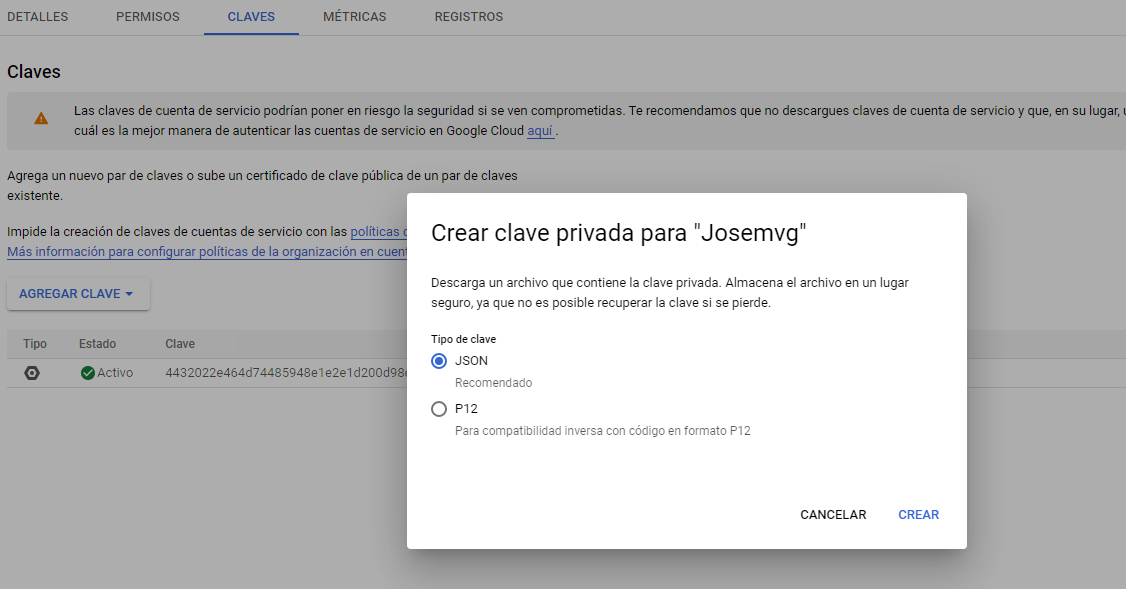 DETALLES PERMISOS CLAVES MÉTRICAS REGISTROS
Claves
Las claves de cuenta de servicio podrían poner en riesgo la seguridad si se ven comprometidas. Te recomendamos que no descargues claves de cuenta de servicio y que, en su lugar,
cuál es la mejor manera de autenticar las cuentas de servicio en Google Cloud aquí .
Agrega un nuevo par de claves o sube un certificado de clave pública de un par de claves
existente.
Impide la creación de claves de cuentas de servicio con las políticas
Más información para configurar políticas de la organización en
AGREGAR CLAVE
Tipo Estado Clave
Activo 4432022e464d74485948e1e2e1d200d98
Crear clave privada para "Josemvg"
Descarga un archivo que contiene la clave privada. Almacena el archivo en un lugar
seguro, ya que no es posible recuperar la clave si se pierde.
Tipo de clave
JSON
Recomendado
P12
Para compatibilidad inversa con código en formato P12
CANCELAR CREAR